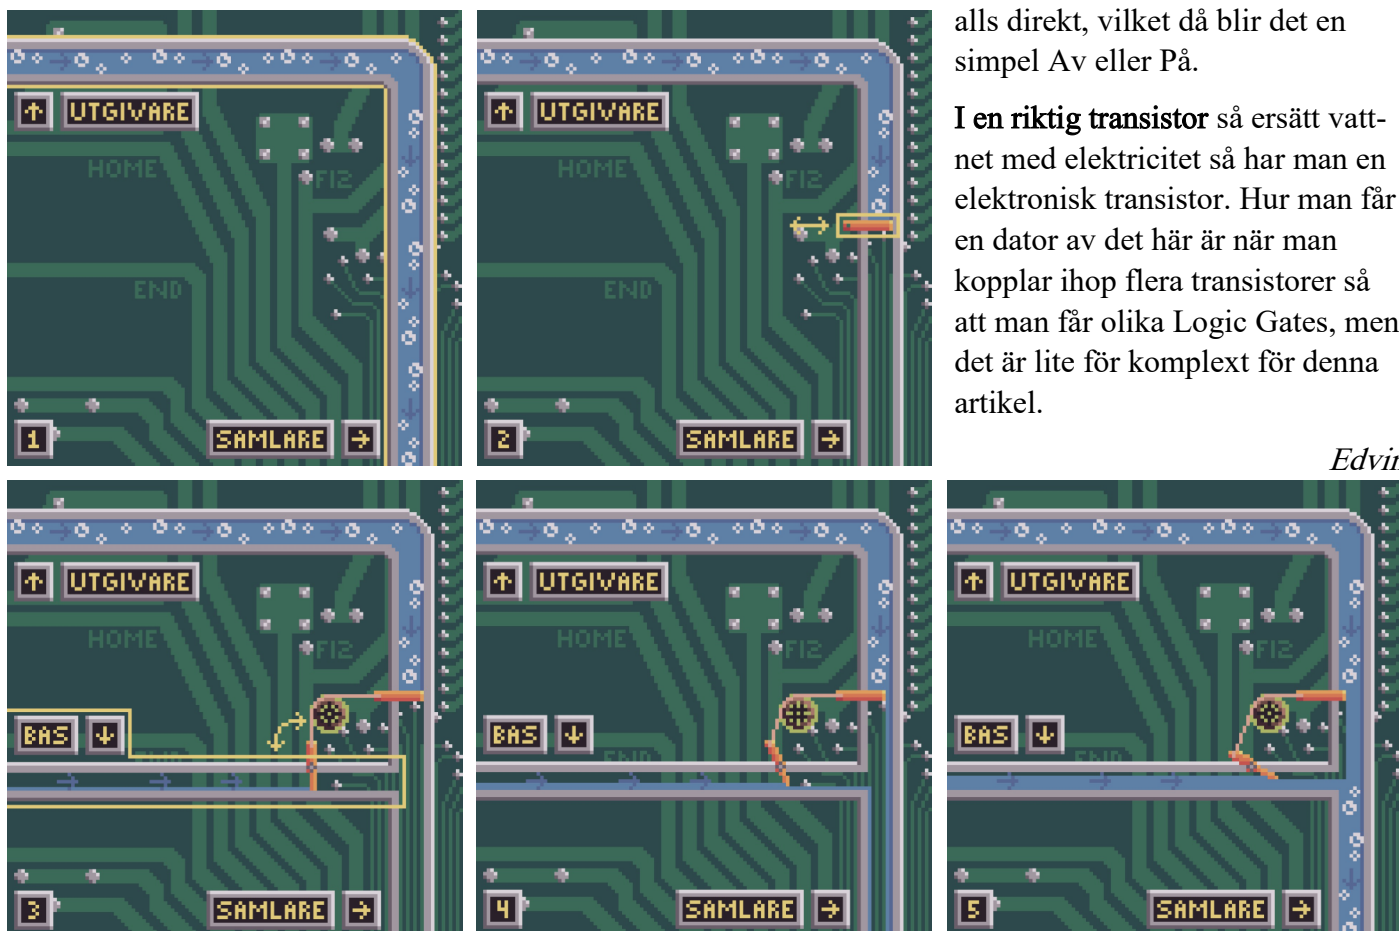 alls direkt, vilket då blir det en
simpel Av eller På.
I en riktig transistor så ersätt vatt-
net med elektricitet så har man en
elektronisk transistor. Hur man får
en dator av det här är när man
kopplar ihop flera transistorer så
att man får olika Logic Gates, men
det är lite för komplext för denna
artikel.
Edvin
↑ UTGIVARE
HOME
F12
END
1
SAMLARE →
↑ UTGIVARE
HOME
F12
END
2
SAMLARE →
↑ UTGIVARE
HOME
F12
BAS ↓
END
3
SAMLARE →
↑ UTGIVARE
HOME
F12
BAS ↓
END
4
SAMLARE →
↑ UTGIVARE
HOME
F12
BAS ↓
END
5
SAMLARE →